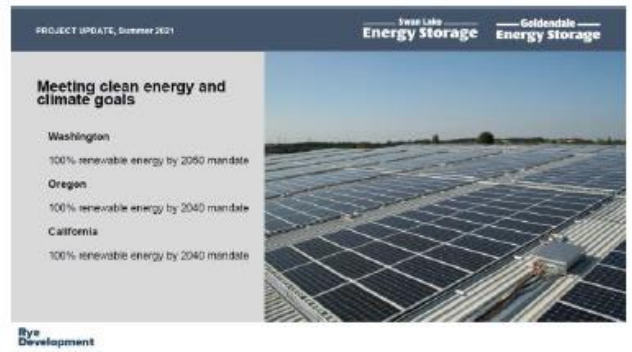 PROJECT UPDATE, Summer 2021
Swan Lake
Energy Storage
Goldendale
Energy Storage
Meeting clean energy and
climate goals
Washington
100% renewable energy by 2050 mandate
Oregon
100% renewable energy by 2040 mandate
California
100% renewable energy by 2040 mandate
Rye
Development